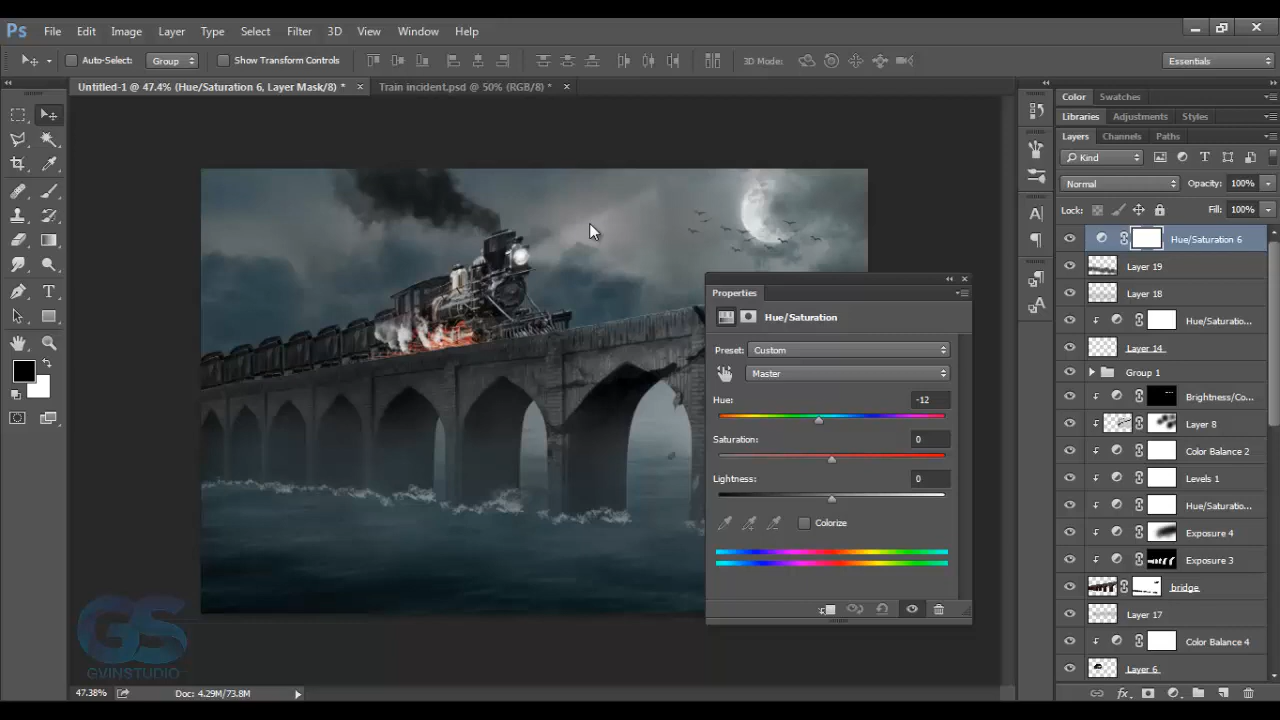 Ps File Edit Image Layer Type Select Filter 3D View Window Help
Auto-Select: Group Show Transform Controls 3D Mode: Essentials
Untitled-1 @ 47.4% (Hue/Saturation 6, Layer Mask/8) * × Train incident.psd @ 50% (RGB/8) * ×
Color Swatches
Libraries Adjustments Styles
Layers Channels Paths
Kind
Normal Opacity: 100%
Lock: Fill: 100%
Hue/Saturation 6
Layer 19
Layer 18
Hue/Saturatio...
Layer 14
Group 1
Brightness/Co...
Layer 8
Color Balance 2
Levels 1
Hue/Saturatio...
Exposure 4
Exposure 3
bridge
Layer 17
Color Balance 4
Layer 6
Properties
Hue/Saturation
Preset: Custom
Master
Hue: -12
Saturation: 0
Lightness: 0
Colorize
GS
GVINSTUDIO
47.38% Doc: 4.29M/73.8M